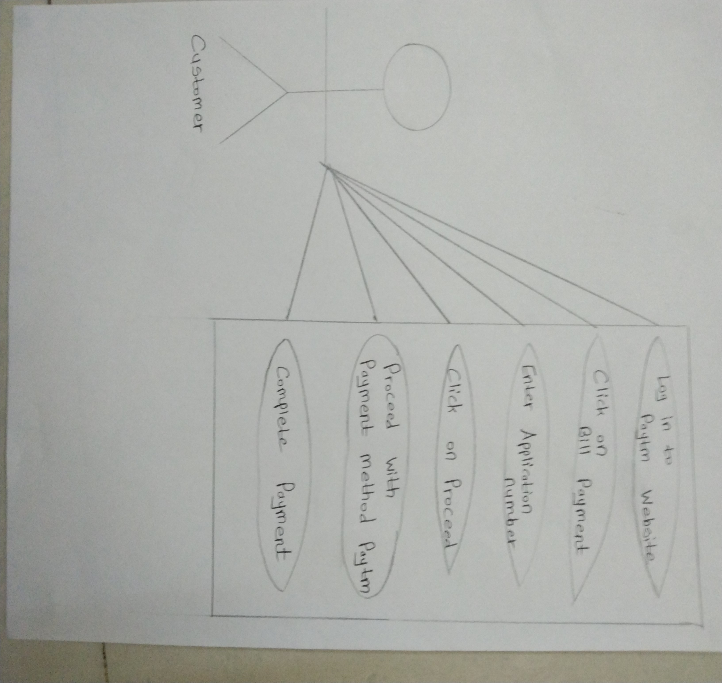 Customer
Log in to
Paytm Website
Click on
Bill Payment
Enter Application
number
Click on Proceed
Proceed with
Payment method Paytm
Complete Payment